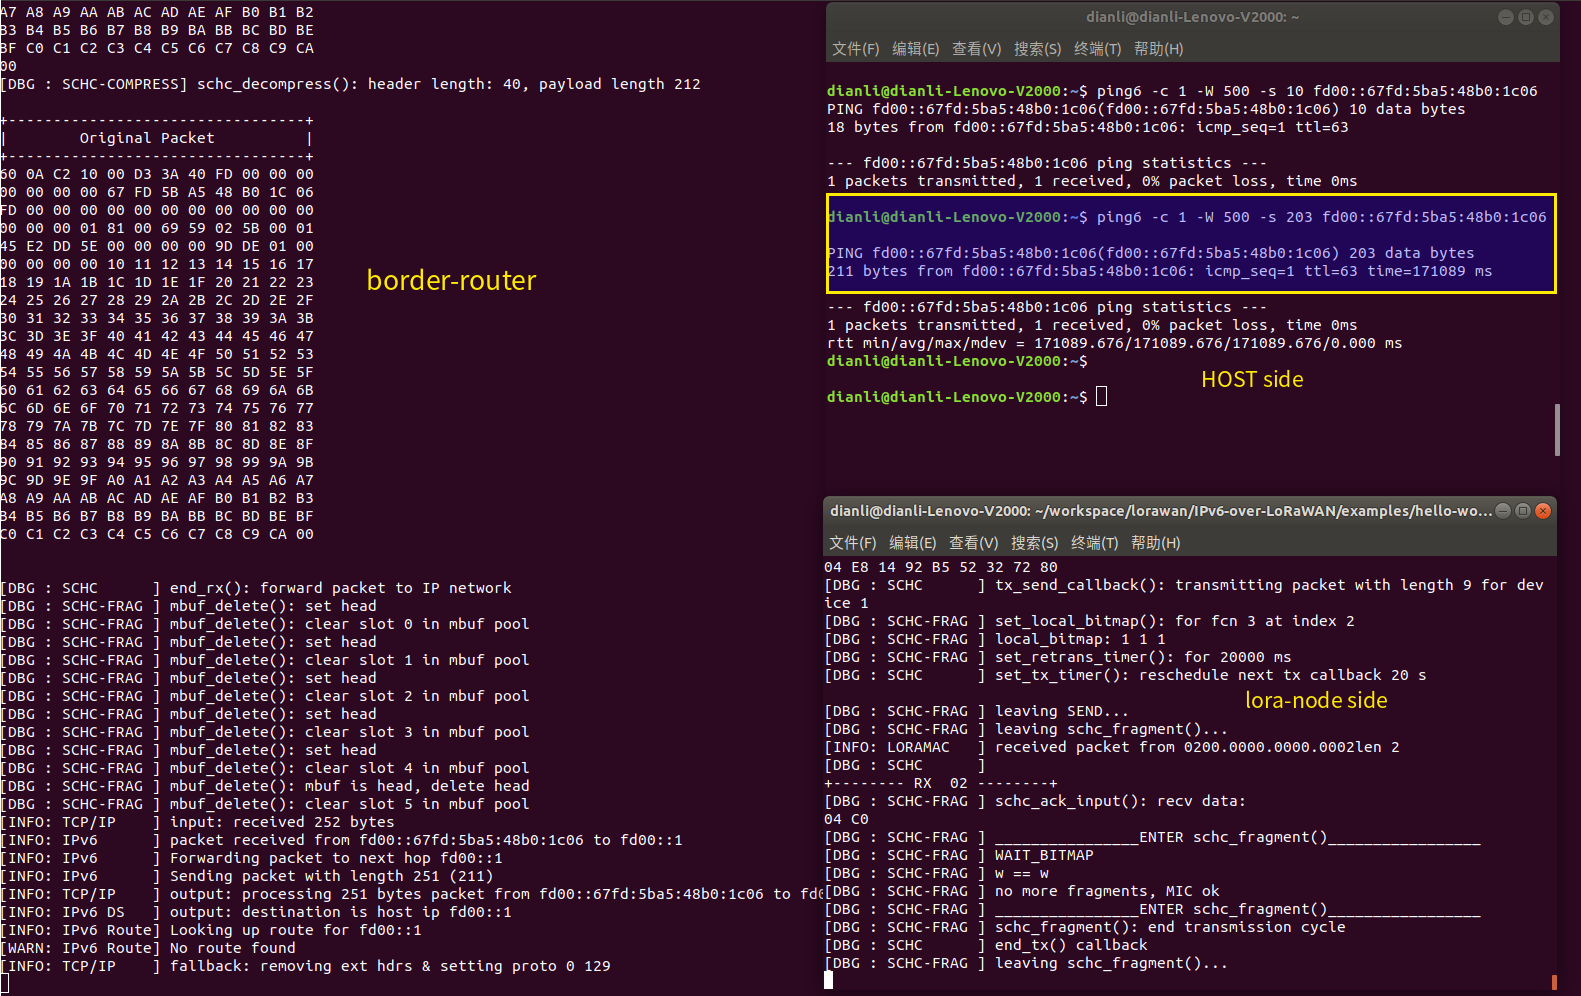 A7 A8 A9 AA AB AC AD AE AF B0 B1 B2
B3 B4 B5 B6 B7 B8 B9 BA BB BC BD BE
BF C0 C1 C2 C3 C4 C5 C6 C7 C8 C9 CA
00
[DBG : SCHC-COMPRESS] schc_decompress(): header length: 40, payload length 212
+----------------------------------+
|        Original Packet          |
+----------------------------------+
60 0A C2 10 00 D3 3A 40 FD 00 00 00
00 00 00 00 67 FD 5B A5 48 B0 1C 06
FD 00 00 00 00 00 00 00 00 00 00 00
00 00 00 01 81 00 69 59 02 5B 00 01
45 E2 DD 5E 00 00 00 00 9D DE 01 00
00 00 00 00 10 11 12 13 14 15 16 17
18 19 1A 1B 1C 1D 1E 1F 20 21 22 23
24 25 26 27 28 29 2A 2B 2C 2D 2E 2F
30 31 32 33 34 35 36 37 38 39 3A 3B
3C 3D 3E 3F 40 41 42 43 44 45 46 47
48 49 4A 4B 4C 4D 4E 4F 50 51 52 53
54 55 56 57 58 59 5A 5B 5C 5D 5E 5F
60 61 62 63 64 65 66 67 68 69 6A 6B
6C 6D 6E 6F 70 71 72 73 74 75 76 77
78 79 7A 7B 7C 7D 7E 7F 80 81 82 83
84 85 86 87 88 89 8A 8B 8C 8D 8E 8F
90 91 92 93 94 95 96 97 98 99 9A 9B
9C 9D 9E 9F A0 A1 A2 A3 A4 A5 A6 A7
A8 A9 AA AB AC AD AE AF B0 B1 B2 B3
B4 B5 B6 B7 B8 B9 BA BB BC BD BE BF
C0 C1 C2 C3 C4 C5 C6 C7 C8 C9 CA 00
border-router
[DBG : SCHC      ] end_rx(): forward packet to IP network
[DBG : SCHC-FRAG ] mbuf_delete(): set head
[DBG : SCHC-FRAG ] mbuf_delete(): clear slot 0 in mbuf pool
[DBG : SCHC-FRAG ] mbuf_delete(): set head
[DBG : SCHC-FRAG ] mbuf_delete(): clear slot 1 in mbuf pool
[DBG : SCHC-FRAG ] mbuf_delete(): set head
[DBG : SCHC-FRAG ] mbuf_delete(): clear slot 2 in mbuf pool
[DBG : SCHC-FRAG ] mbuf_delete(): set head
[DBG : SCHC-FRAG ] mbuf_delete(): clear slot 3 in mbuf pool
[DBG : SCHC-FRAG ] mbuf_delete(): set head
[DBG : SCHC-FRAG ] mbuf_delete(): clear slot 4 in mbuf pool
[DBG : SCHC-FRAG ] mbuf_delete(): mbuf is head, delete head
[DBG : SCHC-FRAG ] mbuf_delete(): clear slot 5 in mbuf pool
[INFO: TCP/IP    ] input: received 252 bytes
[INFO: IPv6      ] packet received from fd00::67fd:5ba5:48b0:1c06 to fd00::1
[INFO: IPv6      ] Forwarding packet to next hop fd00::1
[INFO: IPv6      ] Sending packet with length 251 (211)
[INFO: TCP/IP    ] output: processing 251 bytes packet from fd00::67fd:5ba5:48b0:1c06 to fd0
[INFO: IPv6 DS   ] output: destination is host ip fd00::1
[INFO: IPv6 Route] Looking up route for fd00::1
[WARN: IPv6 Route] No route found
[INFO: TCP/IP    ] fallback: removing ext hdrs & setting proto 0 129
dianli@dianli-Lenovo-V2000: ~
文件(F) 编辑(E) 查看(V) 搜索(S) 终端(T) 帮助(H)
dianli@dianli-Lenovo-V2000:~$ ping6 -c 1 -W 500 -s 10 fd00::67fd:5ba5:48b0:1c06
PING fd00::67fd:5ba5:48b0:1c06(fd00::67fd:5ba5:48b0:1c06) 10 data bytes
18 bytes from fd00::67fd:5ba5:48b0:1c06: icmp_seq=1 ttl=63
--- fd00::67fd:5ba5:48b0:1c06 ping statistics ---
1 packets transmitted, 1 received, 0% packet loss, time 0ms
dianli@dianli-Lenovo-V2000:~$ ping6 -c 1 -W 500 -s 203 fd00::67fd:5ba5:48b0:1c06
PING fd00::67fd:5ba5:48b0:1c06(fd00::67fd:5ba5:48b0:1c06) 203 data bytes
211 bytes from fd00::67fd:5ba5:48b0:1c06: icmp_seq=1 ttl=63 time=171089 ms
--- fd00::67fd:5ba5:48b0:1c06 ping statistics ---
1 packets transmitted, 1 received, 0% packet loss, time 0ms
rtt min/avg/max/mdev = 171089.676/171089.676/171089.676/0.000 ms
dianli@dianli-Lenovo-V2000:~$
HOST side
dianli@dianli-Lenovo-V2000:~$
dianli@dianli-Lenovo-V2000: ~/workspace/lorawan/IPv6-over-LoRaWAN/examples/hello-wo...
文件(F) 编辑(E) 查看(V) 搜索(S) 终端(T) 帮助(H)
04 E8 14 92 B5 52 32 72 80
[DBG : SCHC      ] tx_send_callback(): transmitting packet with length 9 for dev
ice 1
[DBG : SCHC-FRAG ] set_local_bitmap(): for fcn 3 at index 2
[DBG : SCHC-FRAG ] local_bitmap: 1 1 1
[DBG : SCHC-FRAG ] set_retrans_timer(): for 20000 ms
[DBG : SCHC      ] set_tx_timer(): reschedule next tx callback 20 s
lora-node side
[DBG : SCHC-FRAG ] leaving SEND...
[DBG : SCHC-FRAG ] leaving schc_fragment()...
[INFO: LORAMAC   ] received packet from 0200.0000.0000.0002len 2
[DBG : SCHC      ]
+-------- RX  02 --------+
[DBG : SCHC-FRAG ] schc_ack_input(): recv data:
04 C0
[DBG : SCHC-FRAG ] ________________ENTER schc_fragment()_________________
[DBG : SCHC-FRAG ] WAIT_BITMAP
[DBG : SCHC-FRAG ] w == w
[DBG : SCHC-FRAG ] no more fragments, MIC ok
[DBG : SCHC-FRAG ] ________________ENTER schc_fragment()_________________
[DBG : SCHC-FRAG ] schc_fragment(): end transmission cycle
[DBG : SCHC      ] end_tx() callback
[DBG : SCHC-FRAG ] leaving schc_fragment()...